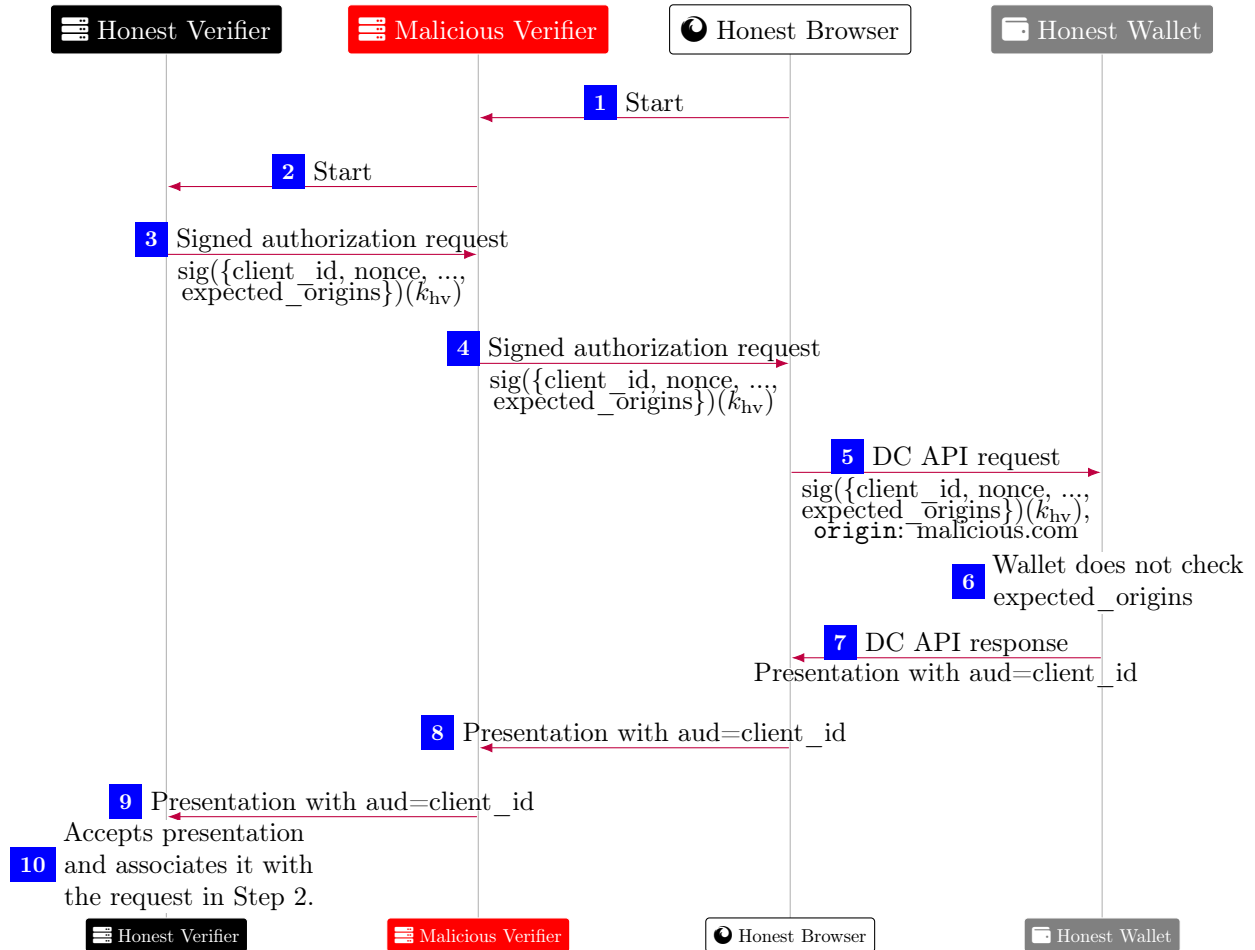 Honest Verifier
Malicious Verifier
Honest Browser
Honest Wallet
1 Start
2 Start
3 Signed authorization request
sig({client_id, nonce, ...,
expected_origins})(k_hv)
4 Signed authorization request
sig({client_id, nonce, ...,
expected_origins})(k_hv)
5 DC API request
sig({client_id, nonce, ...,
expected_origins})(k_hv),
origin: malicious.com
6 Wallet does not check
expected_origins
7 DC API response
Presentation with aud=client_id
8 Presentation with aud=client_id
9 Presentation with aud=client_id
10 Accepts presentation
and associates it with
the request in Step 2.
Honest Verifier
Malicious Verifier
Honest Browser
Honest Wallet